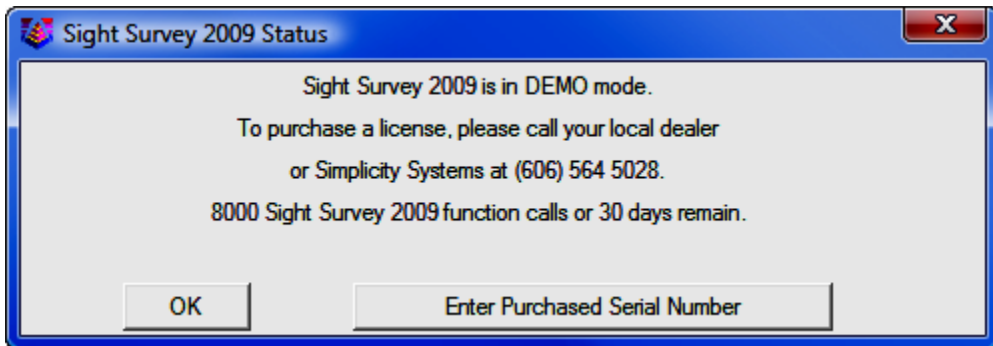 Sight Survey 2009 Status
X
Sight Survey 2009 is in DEMO mode.
To purchase a license, please call your local dealer
or Simplicity Systems at (606) 564 5028.
8000 Sight Survey 2009 function calls or 30 days remain.
OK
Enter Purchased Serial Number